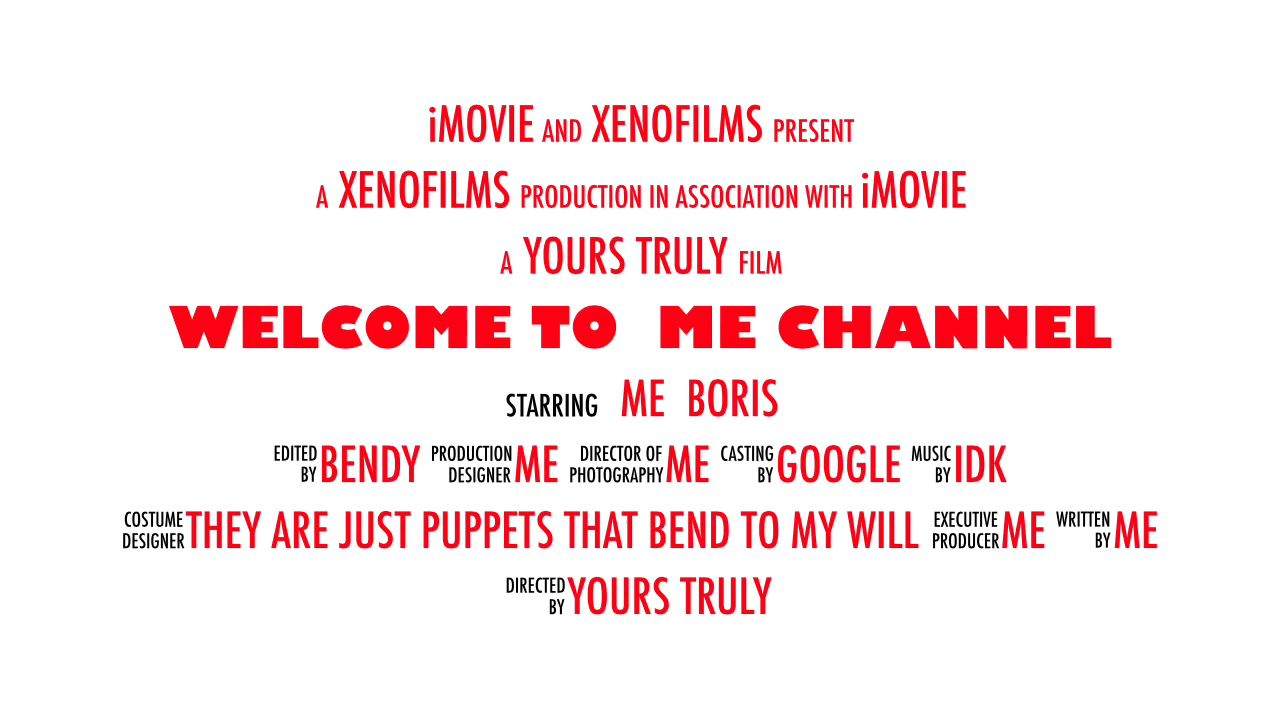 iMOVIE AND XENOFILMS PRESENT
A XENOFILMS PRODUCTION IN ASSOCIATION WITH iMOVIE
A YOURS TRULY FILM
WELCOME TO ME CHANNEL
STARRING ME BORIS
EDITED BY BENDY PRODUCTION DESIGNER ME DIRECTOR OF PHOTOGRAPHY ME CASTING BY GOOGLE MUSIC BY IDK
COSTUME DESIGNER THEY ARE JUST PUPPETS THAT BEND TO MY WILL EXECUTIVE PRODUCER ME WRITTEN BY ME
DIRECTED BY YOURS TRULY